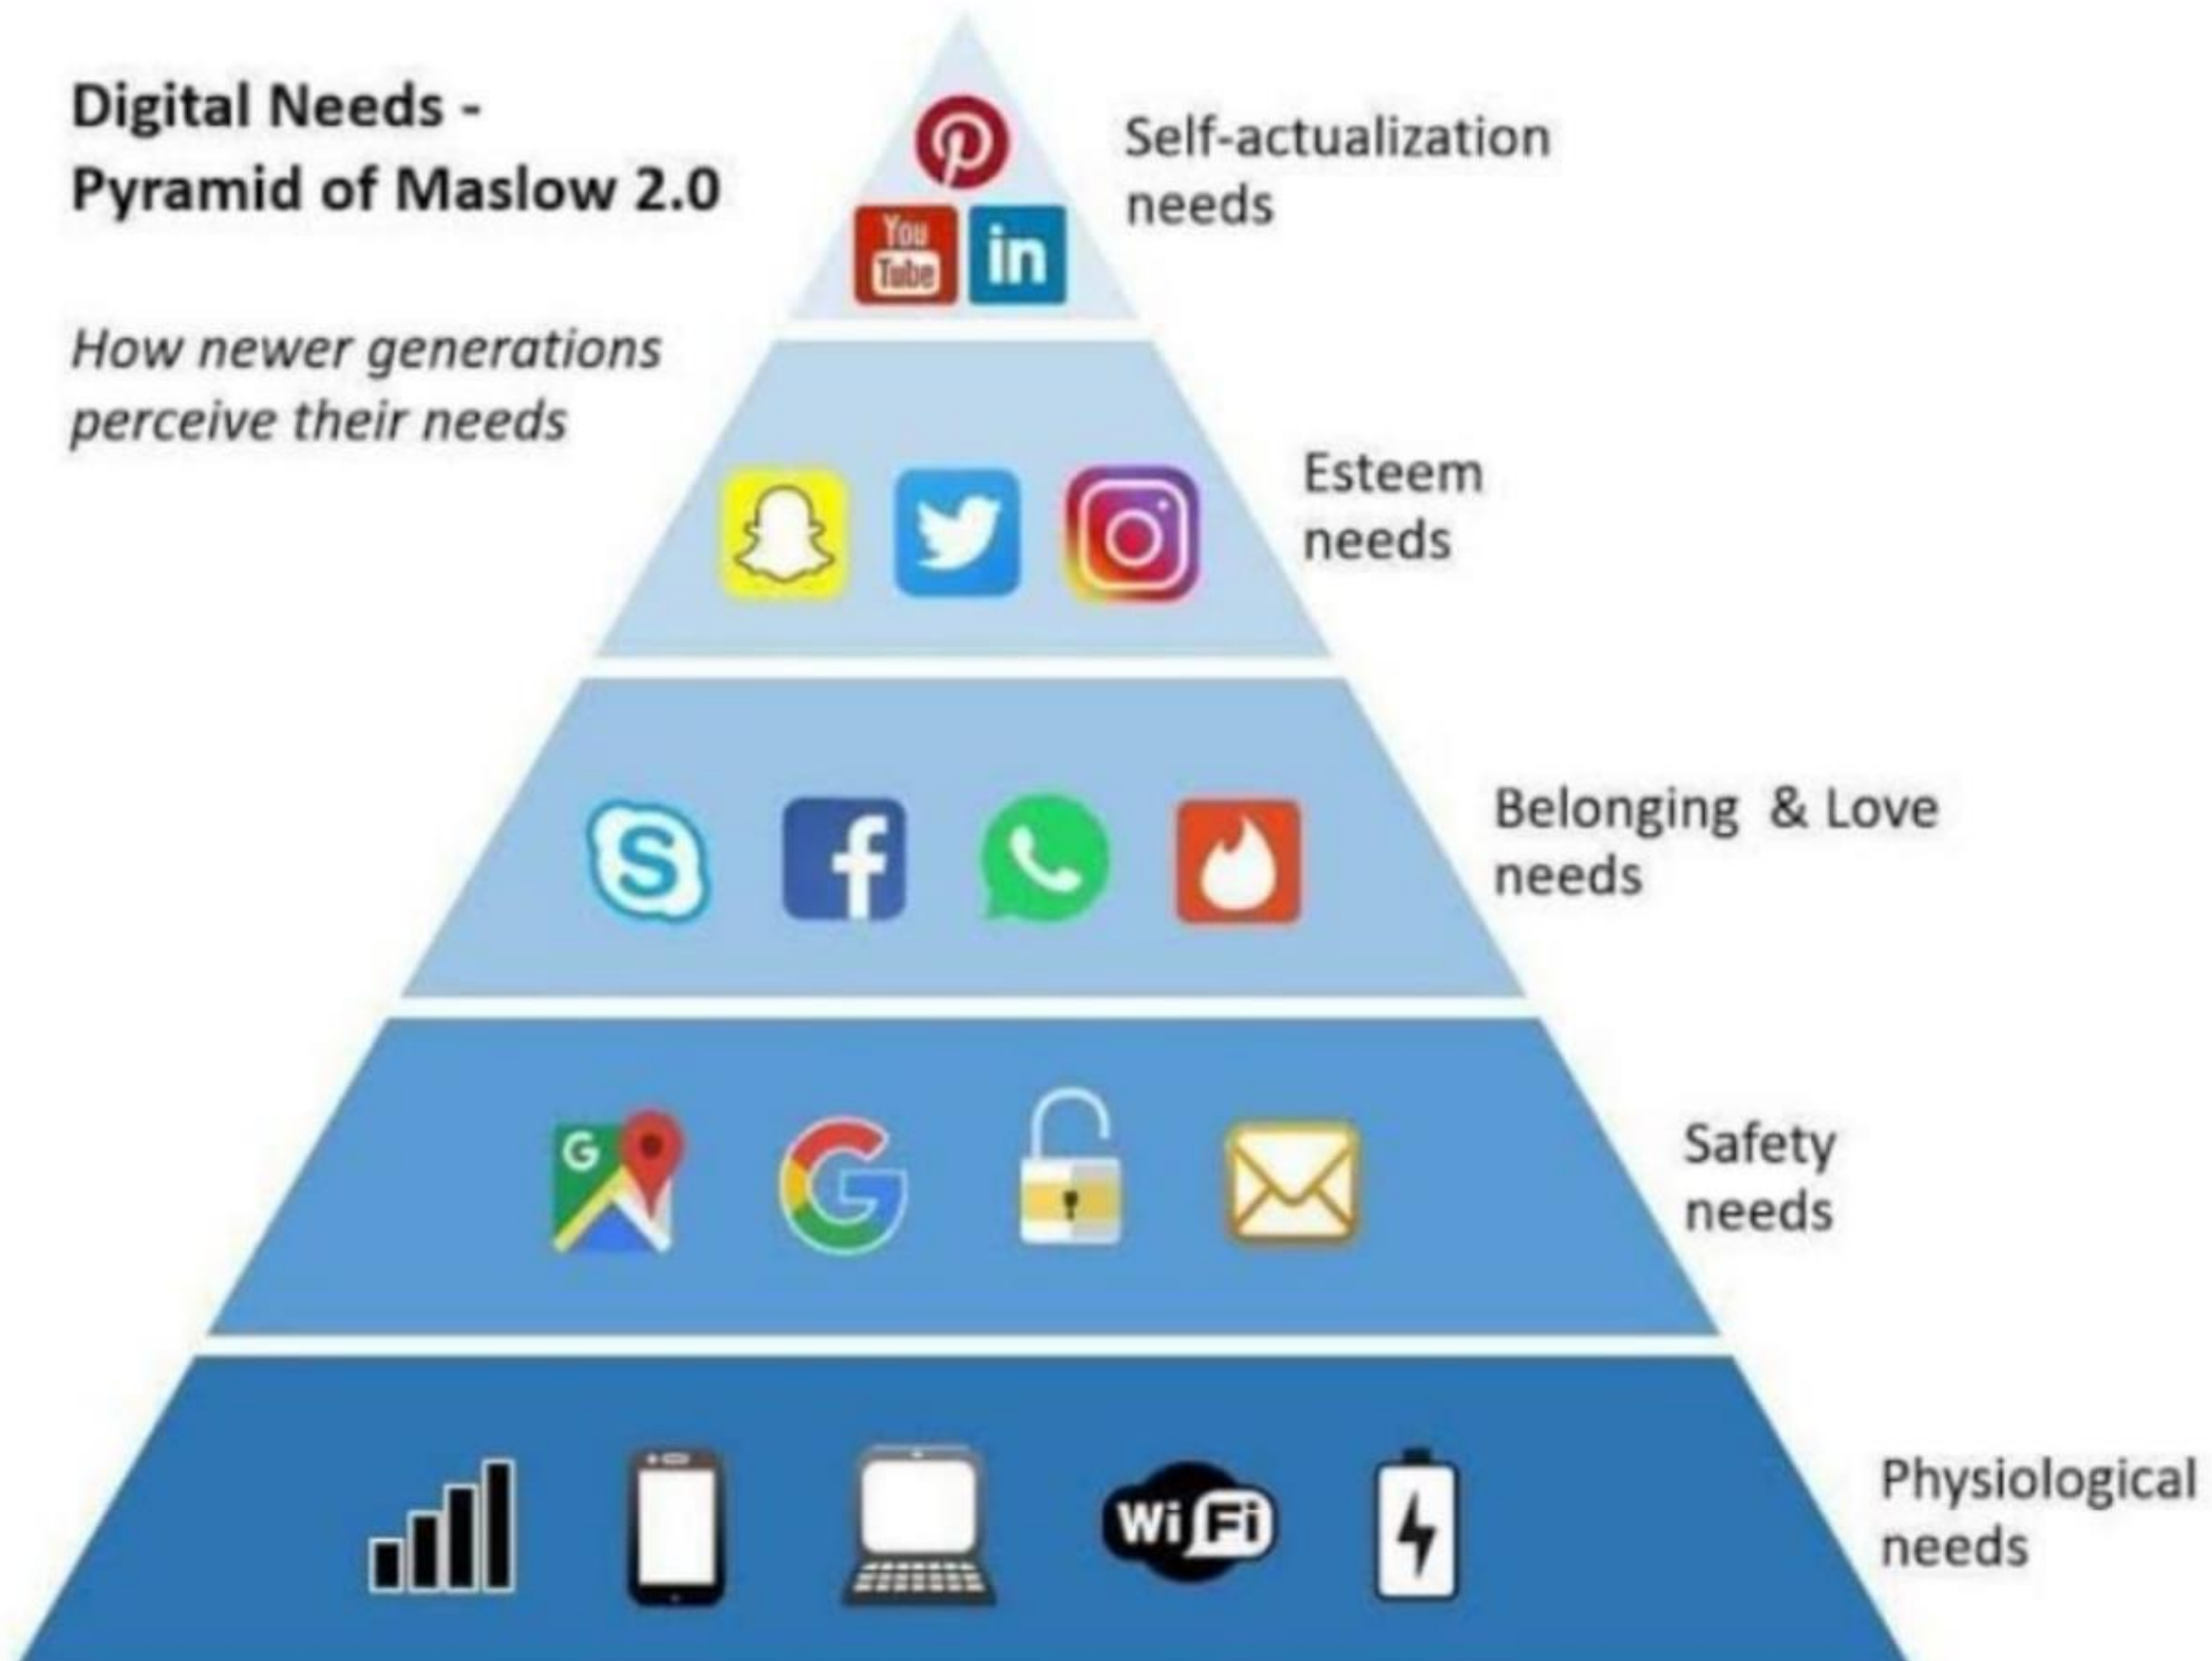 Digital Needs -
Pyramid of Maslow 2.0
How newer generations
perceive their needs
Self-actualization
needs
You
Tube
in
Esteem
needs
S
f
Belonging & Love
needs
G
G
Safety
needs
Wi Fi
Physiological
needs